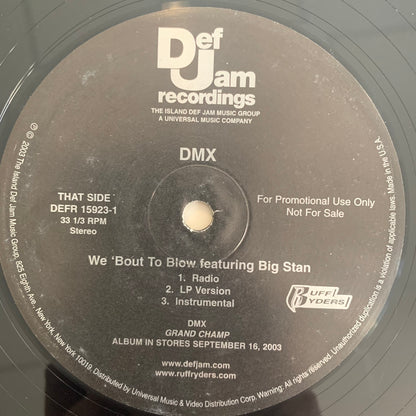 Def
Jam
recordings
THE ISLAND DEF JAM MUSIC GROUP
A UNIVERSAL MUSIC COMPANY
DMX
THAT SIDE
DEFR 15923-1
33 1/3 RPM
Stereo
For Promotional Use Only
Not For Sale
We ‘Bout To Blow featuring Big Stan
1. Radio
2. LP Version
3. Instrumental
RUFF
RYDERS
DMX
GRAND CHAMP
ALBUM IN STORES SEPTEMBER 16, 2003
www.defjam.com
www.ruffryders.com
℗ © 2003 The Island Def Jam Music Group, 825 Eighth Ave., New York, New York 10019. Distributed by Universal Music & Video Distribution Corp. Warning: All rights reserved. Unauthorized duplication is a violation of applicable laws. Made in the U.S.A.